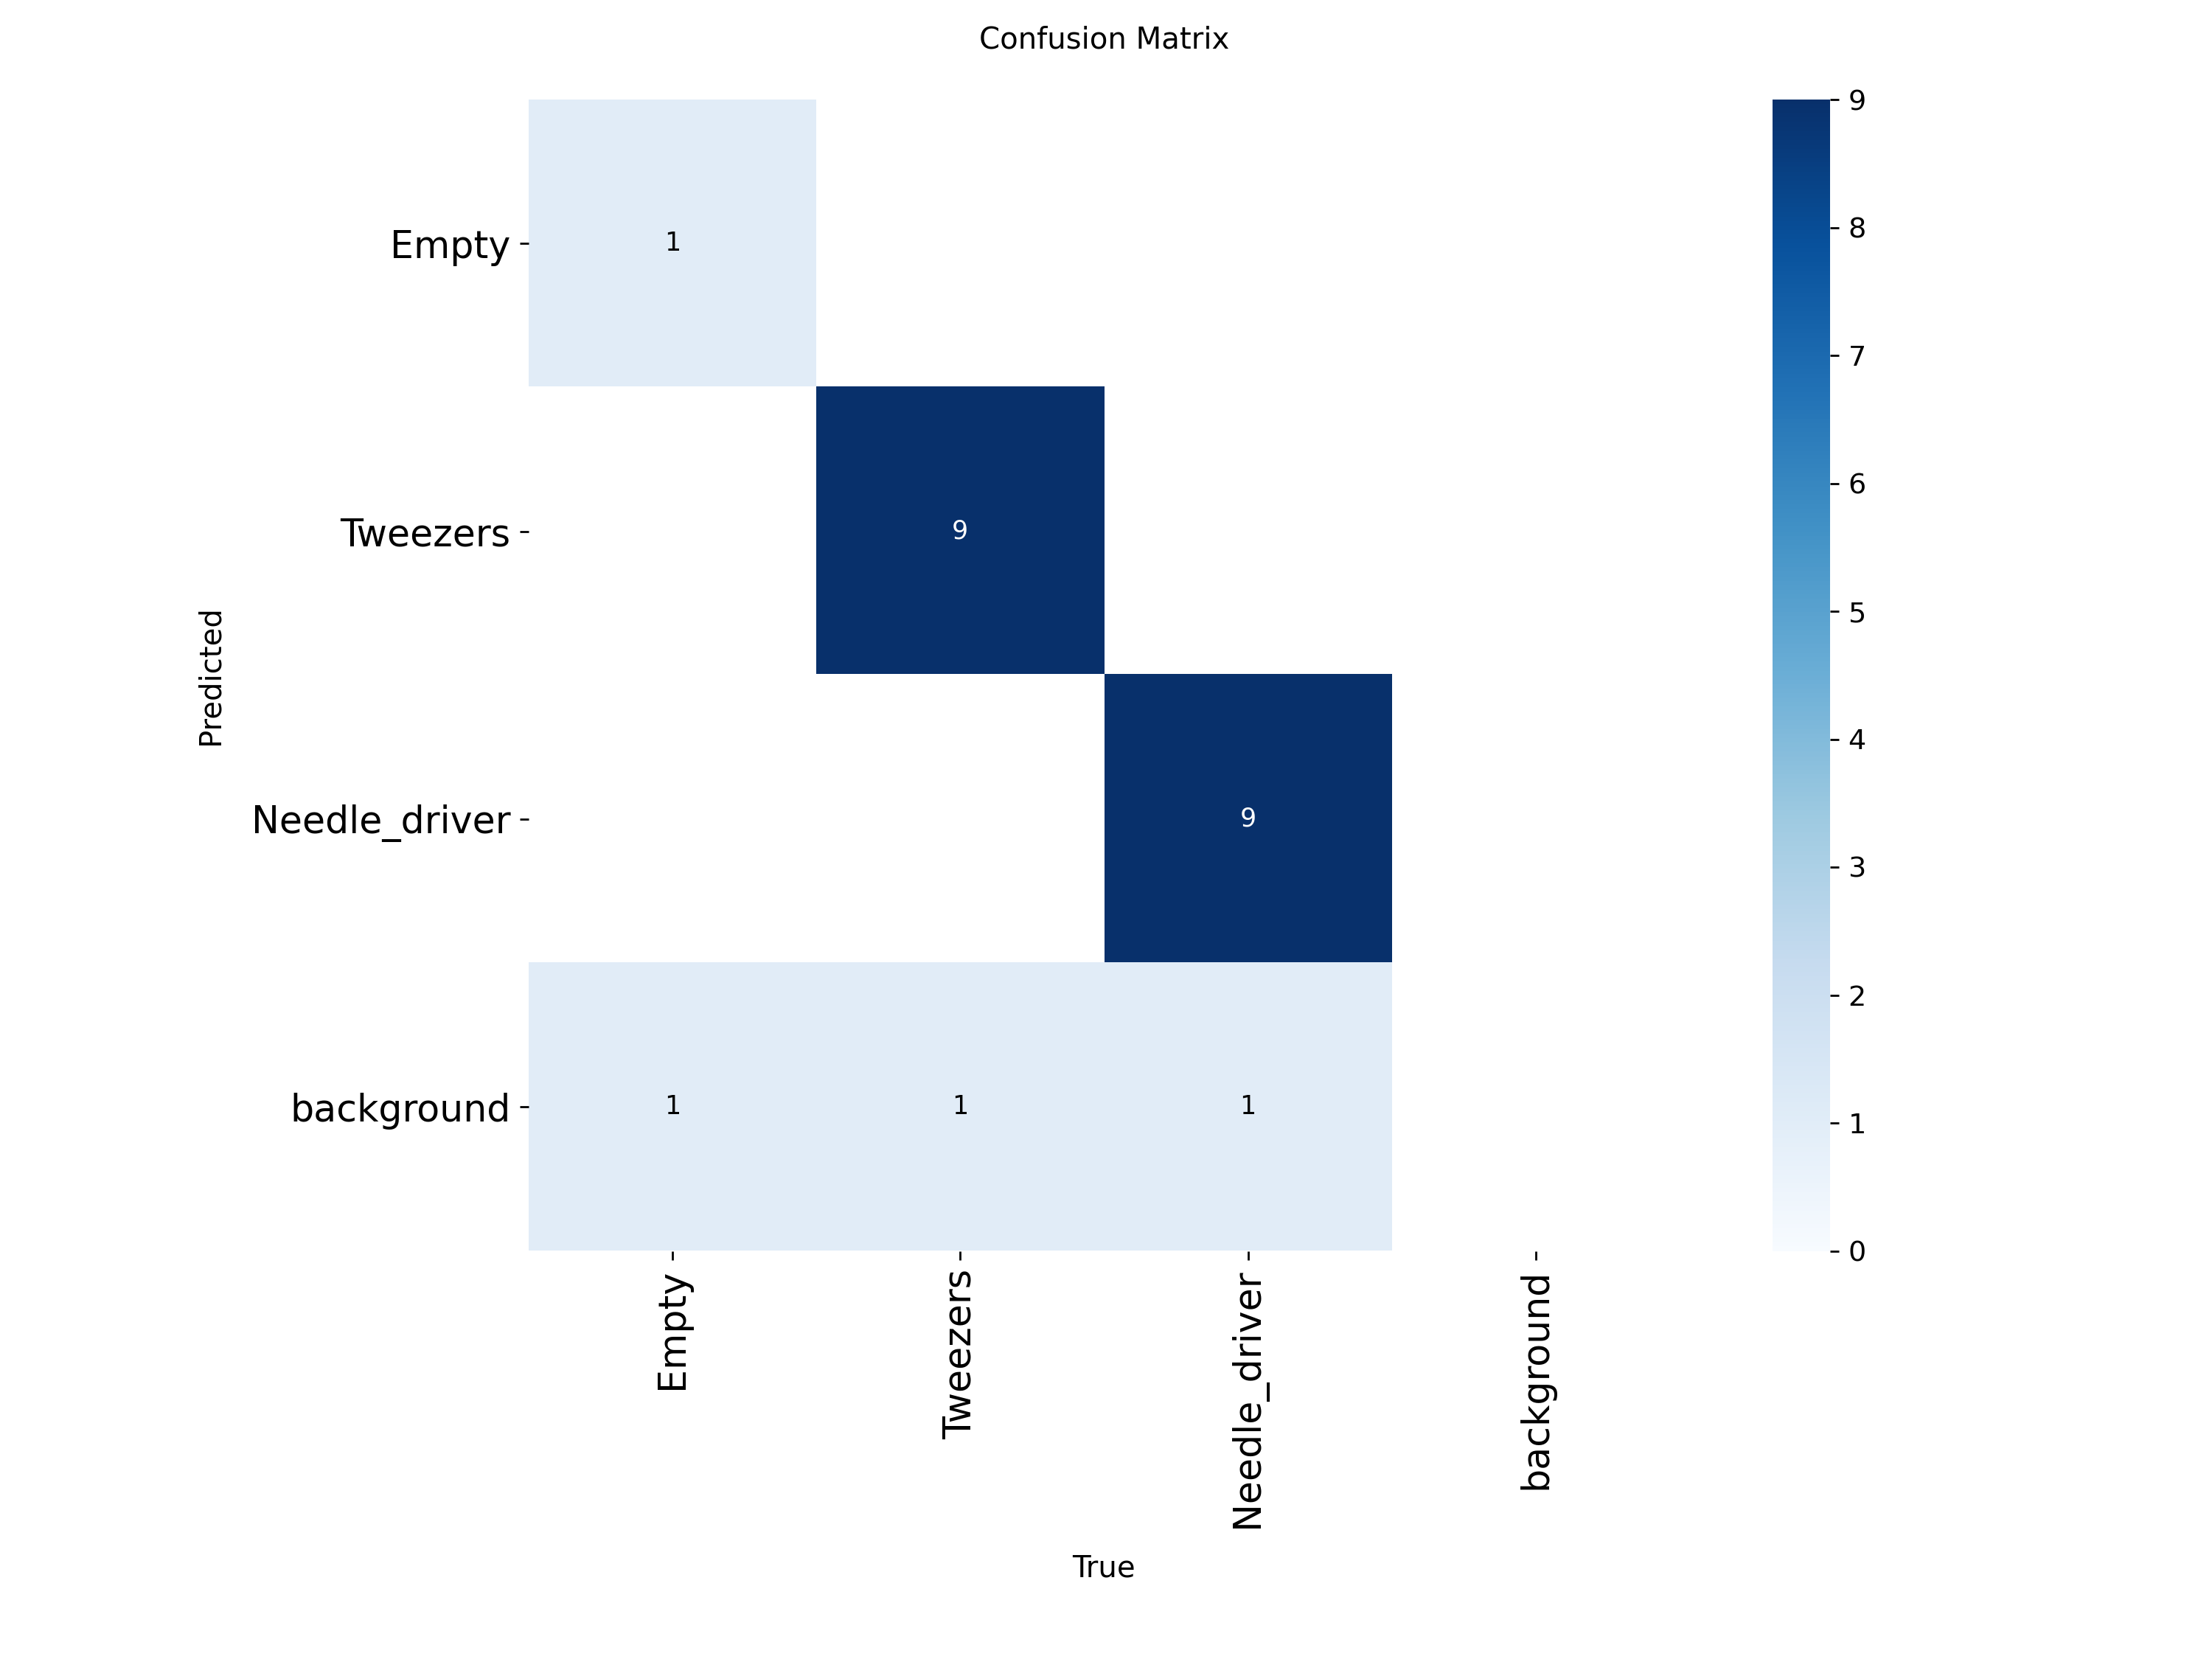 Confusion Matrix
Empty
Tweezers
Needle_driver
background
Predicted
1
9
9
1 1 1
Empty
Tweezers
Needle_driver
background
True
9
8
7
6
5
4
3
2
1
0